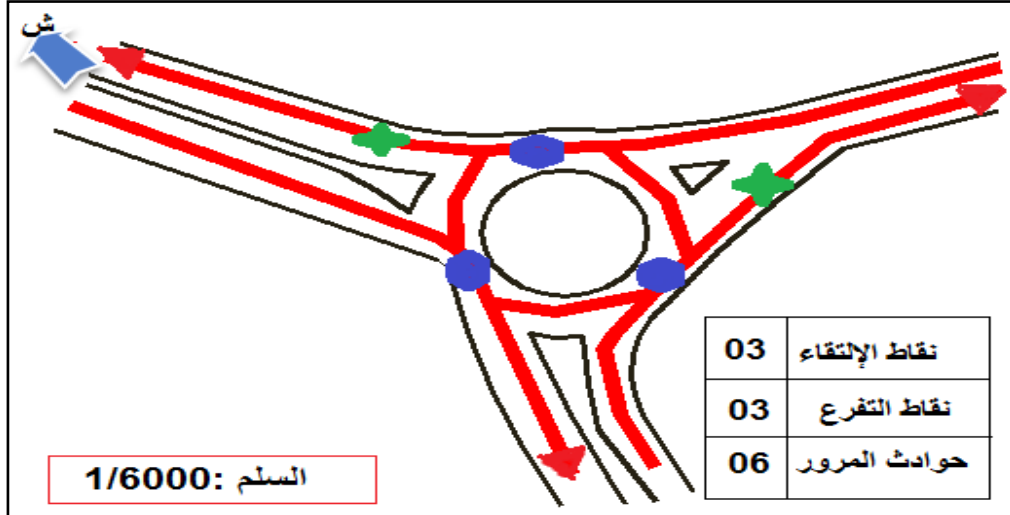 ش
نقاط الإلتقاء 03
نقاط التفرع 03
حوادث المرور 06
السلم :1/6000